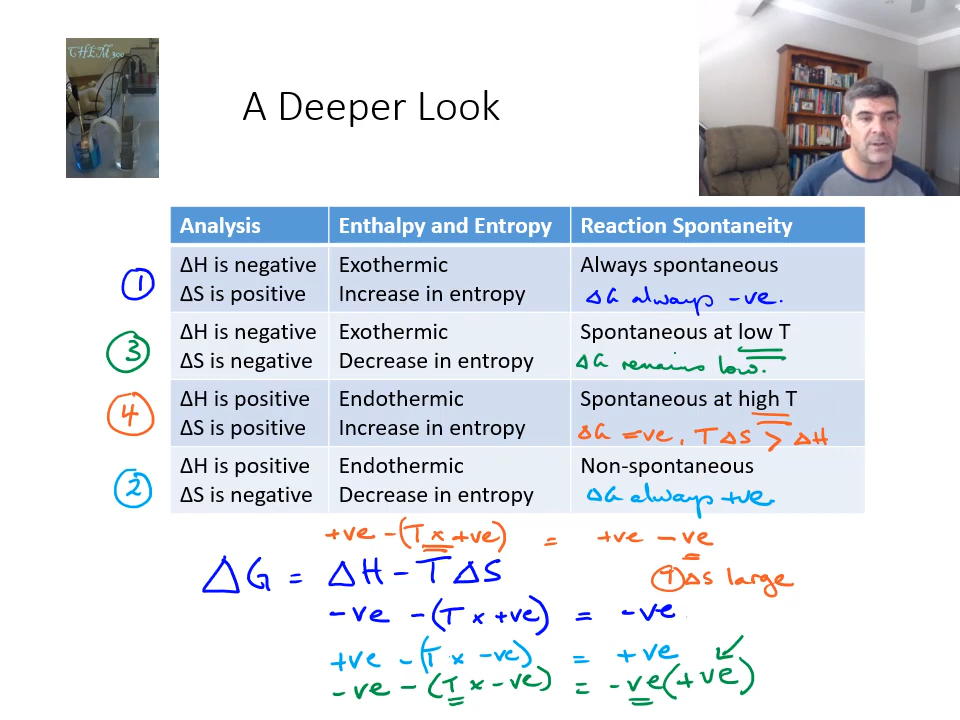 CHEM 300
A Deeper Look
Analysis Enthalpy and Entropy Reaction Spontaneity
① ΔH is negative Exothermic Always spontaneous
ΔS is positive Increase in entropy ΔG always -ve.
③ ΔH is negative Exothermic Spontaneous at low T
ΔS is negative Decrease in entropy ΔG remains low.
④ ΔH is positive Endothermic Spontaneous at high T
ΔS is positive Increase in entropy ΔG = -ve, TΔS > ΔH
② ΔH is positive Endothermic Non-spontaneous
ΔS is negative Decrease in entropy ΔG always +ve
+ve -(T x +ve) = +ve - ve
ΔG = ΔH - TΔS TΔS large
-ve -(T x +ve) = -ve
+ve -(T x -ve) = +ve
-ve -(T x -ve) = -ve(+ve)